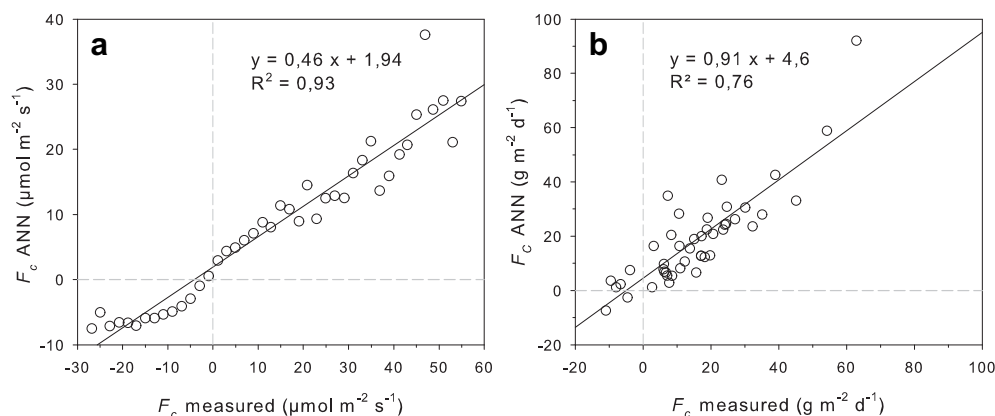 a
y = 0,46 x + 1,94
R² = 0,93
F_c ANN (µmol m⁻² s⁻¹)
40
30
20
10
0
-10
-30 -20 -10 0 10 20 30 40 50 60
F_c measured (µmol m⁻² s⁻¹)
b
y = 0,91 x + 4,6
R² = 0,76
F_c ANN (g m⁻² d⁻¹)
100
80
60
40
20
0
-20
-20 0 20 40 60 80 100
F_c measured (g m⁻² d⁻¹)